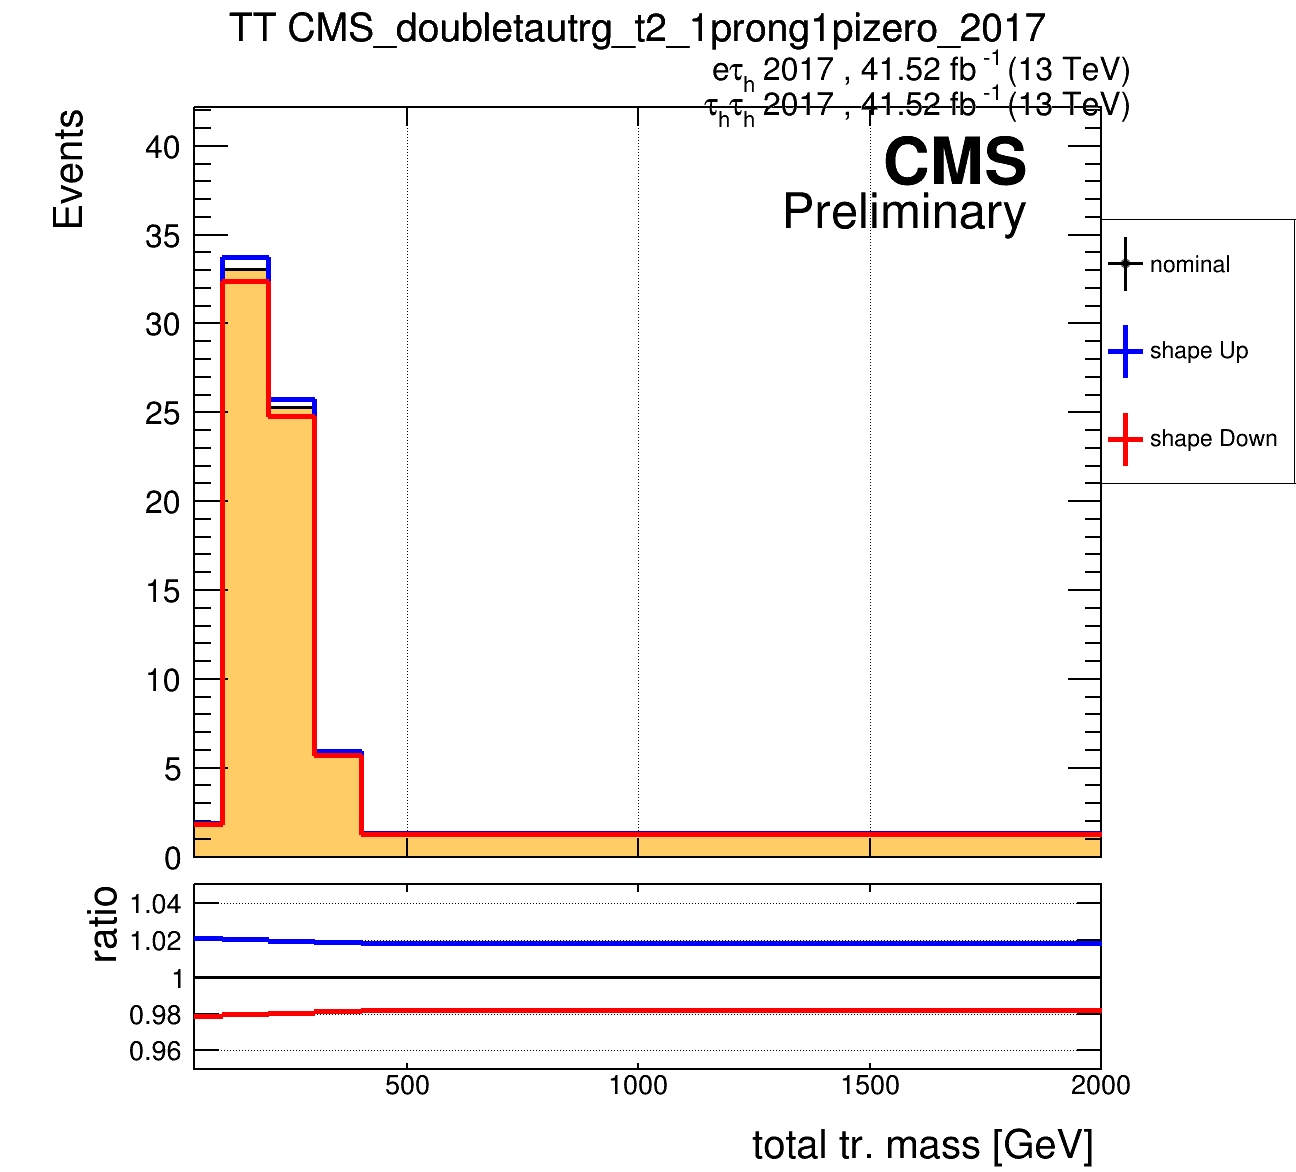 TT CMS_doubletautrg_t2_1prong1pizero_2017
eτh 2017 , 41.52 fb -1 (13 TeV)
τhτh 2017 , 41.52 fb -1 (13 TeV)
CMS
Preliminary
Events
40
35
30
25
20
15
10
5
0
nominal
shape Up
shape Down
ratio
1.04
1.02
1
0.98
0.96
500 1000 1500 2000
total tr. mass [GeV]